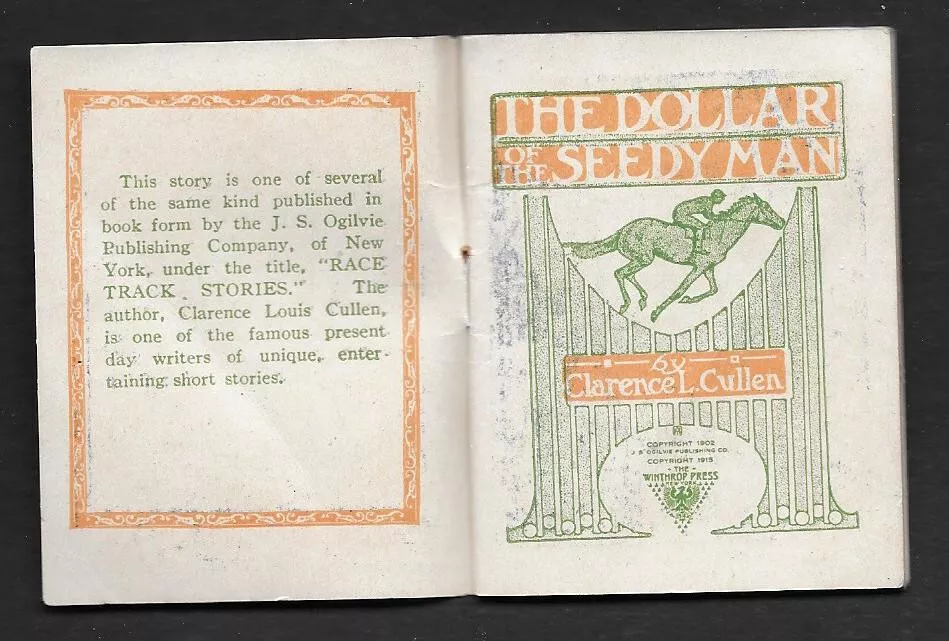 This story is one of several
of the same kind published in
book form by the J. S. Ogilvie
Publishing Company, of New
York, under the title, "RACE
TRACK STORIES." The
author, Clarence Louis Cullen,
is one of the famous present
day writers of unique, enter-
taining short stories.
THE DOLLAR
OF THE SEEDY MAN
by
Clarence L. Cullen
COPYRIGHT 1902
J S OGILVIE PUBLISHING CO.
COPYRIGHT 1915
- THE -
WINTHROP PRESS
NEW YORK